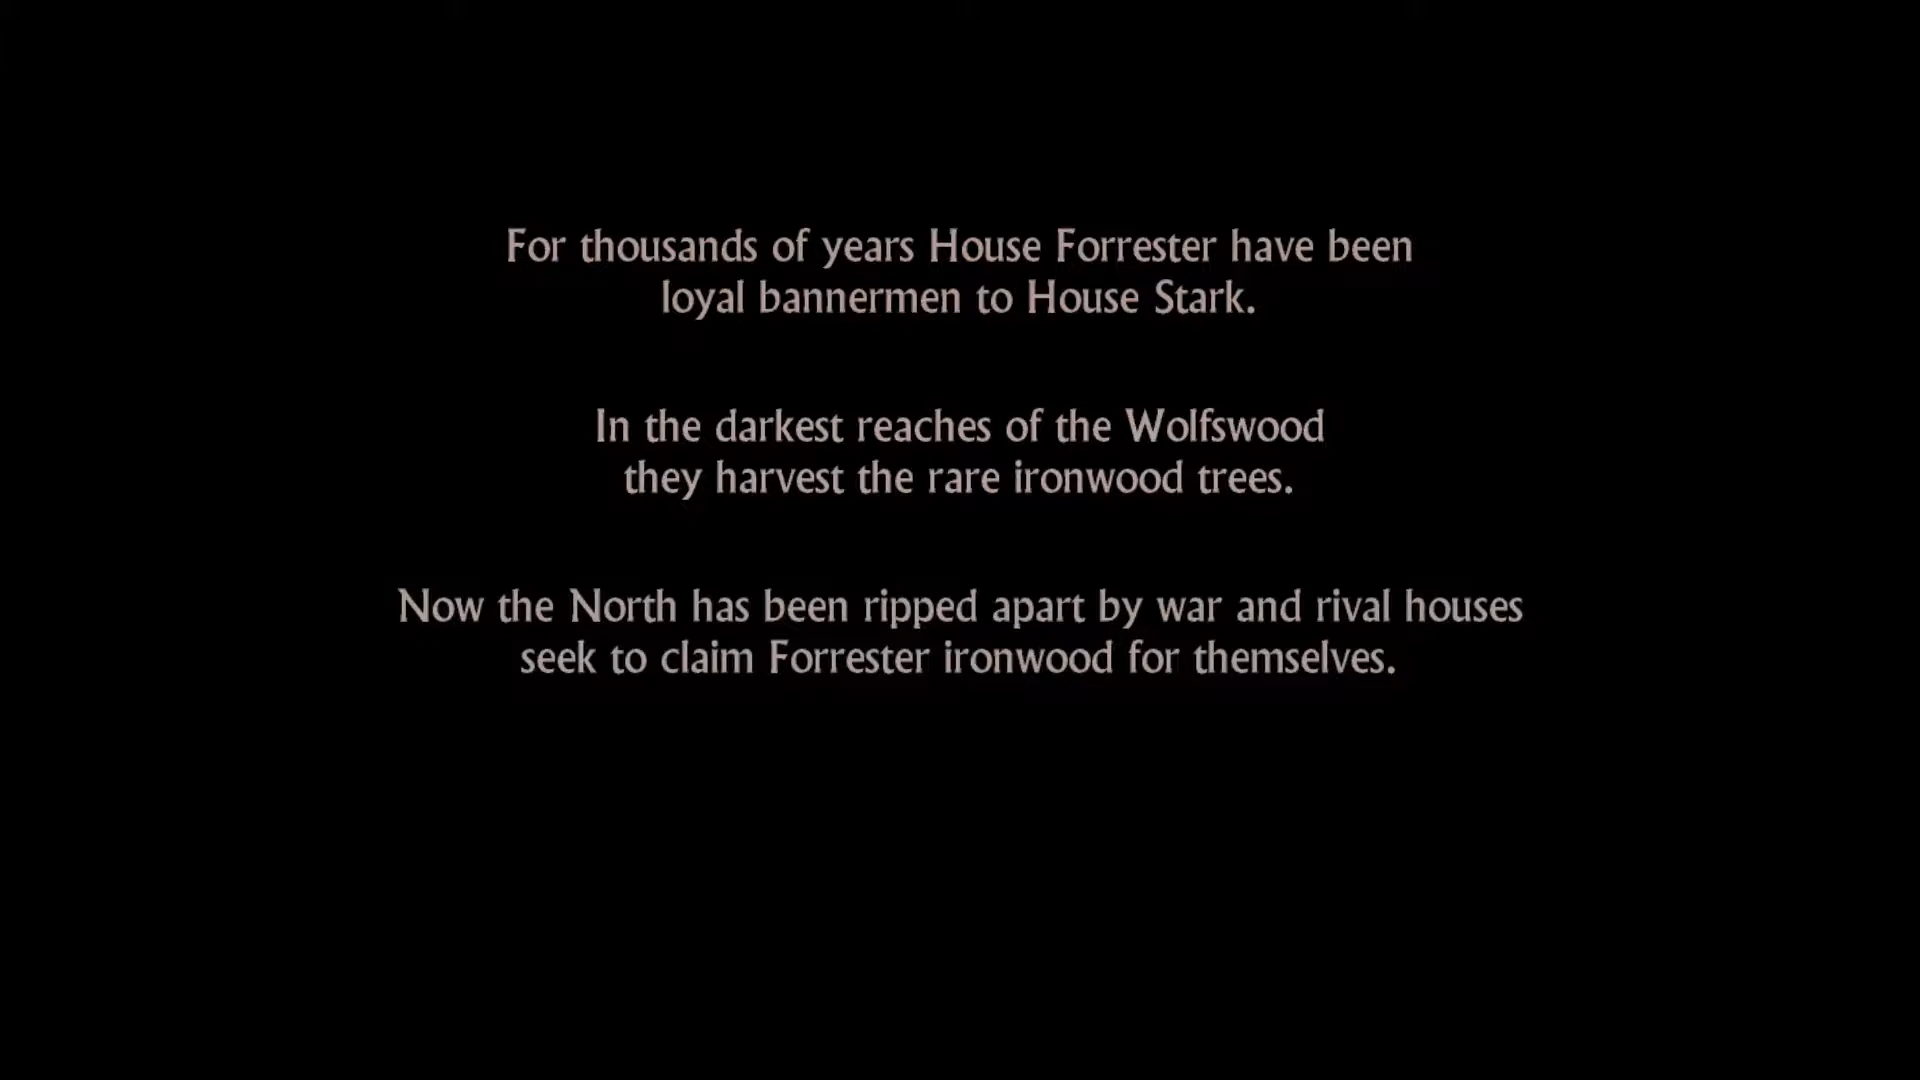 For thousands of years House Forrester have been
loyal bannermen to House Stark.
In the darkest reaches of the Wolfswood
they harvest the rare ironwood trees.
Now the North has been ripped apart by war and rival houses
seek to claim Forrester ironwood for themselves.